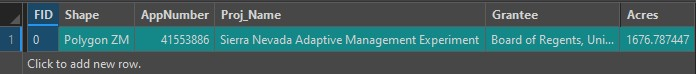 FID Shape AppNumber Proj_Name Grantee Acres
1 0 Polygon ZM 41553886 Sierra Nevada Adaptive Management Experiment Board of Regents, Uni... 1676.787447
Click to add new row.